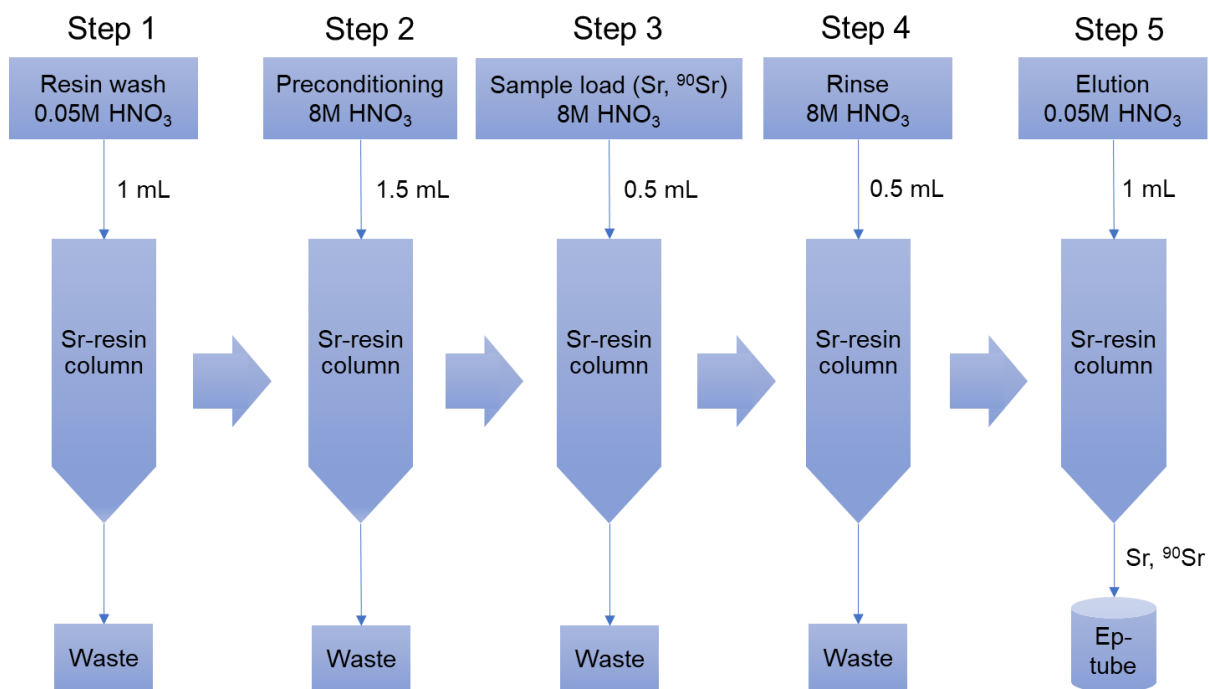 Step 1
Step 2
Step 3
Step 4
Step 5
Resin wash
0.05M HNO₃
Preconditioning
8M HNO₃
Sample load (Sr, ⁹⁰Sr)
8M HNO₃
Rinse
8M HNO₃
Elution
0.05M HNO₃
1 mL
1.5 mL
0.5 mL
0.5 mL
1 mL
Sr-resin
column
Sr-resin
column
Sr-resin
column
Sr-resin
column
Sr-resin
column
Sr, ⁹⁰Sr
Waste
Waste
Waste
Waste
Ep-
tube